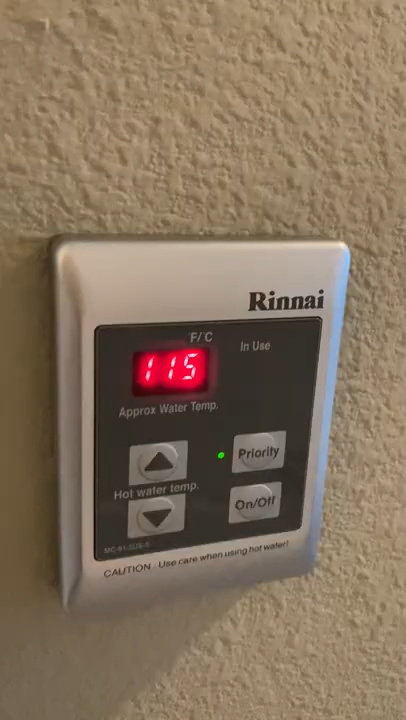 Rinnai
°F/°C
In Use
115
Approx Water Temp.
Priority
Hot water temp.
On/Off
CAUTION : Use care when using hot water!